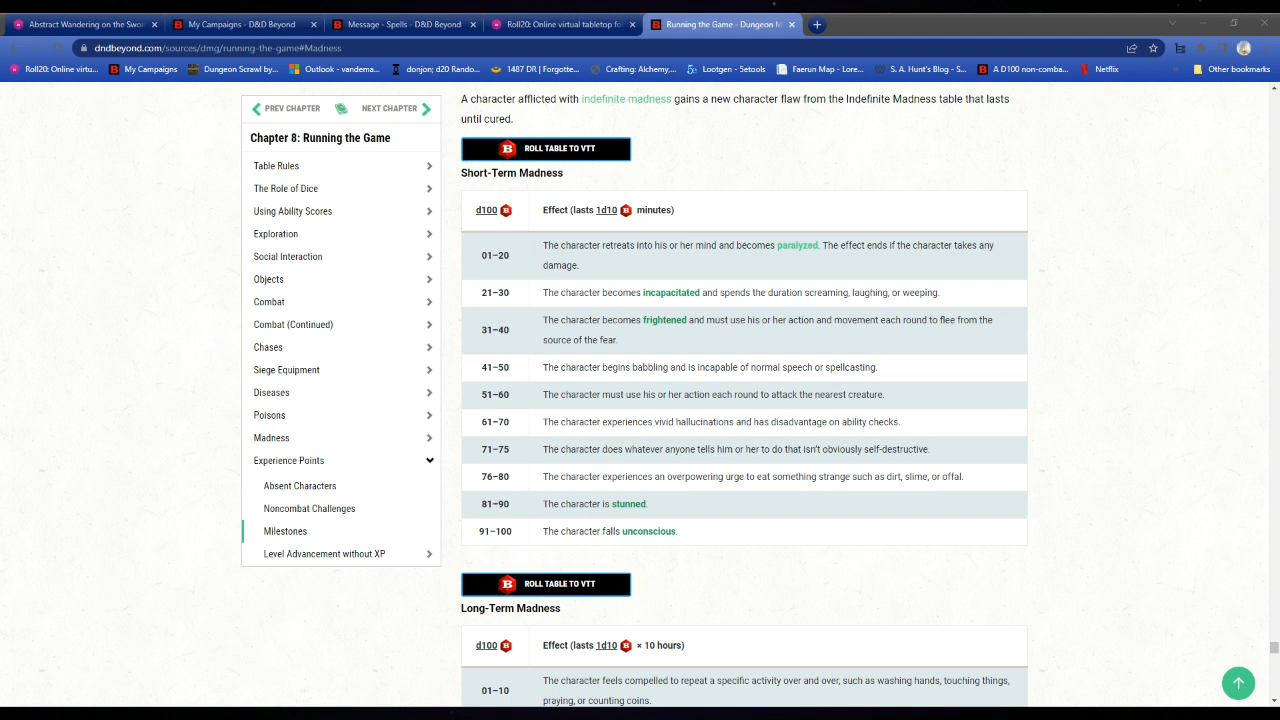 Abstract Wandering on the Swor
My Campaigns - D&D Beyond
Message - Spells - D&D Beyond
Roll20: Online virtual tabletop fo
Running the Game - Dungeon M
dndbeyond.com/sources/dmg/running-the-game#Madness
Roll20: Online virtu...
My Campaigns
Dungeon Scrawl by...
Outlook - vandema...
donjon; d20 Rando...
1487 DR | Forgotte...
Crafting: Alchemy,...
Lootgen - 5etools
Faerun Map - Lore...
S. A. Hunt's Blog - S...
A D100 non-comba...
Netflix
Other bookmarks
PREV CHAPTER
NEXT CHAPTER
Chapter 8: Running the Game
Table Rules
The Role of Dice
Using Ability Scores
Exploration
Social Interaction
Objects
Combat
Combat (Continued)
Chases
Siege Equipment
Diseases
Poisons
Madness
Experience Points
Absent Characters
Noncombat Challenges
Milestones
Level Advancement without XP
A character afflicted with indefinite madness gains a new character flaw from the Indefinite Madness table that lasts
until cured.
ROLL TABLE TO VTT
Short-Term Madness
d100 Effect (lasts 1d10 minutes)
01–20 The character retreats into his or her mind and becomes paralyzed. The effect ends if the character takes any
damage.
21–30 The character becomes incapacitated and spends the duration screaming, laughing, or weeping.
31–40 The character becomes frightened and must use his or her action and movement each round to flee from the
source of the fear.
41–50 The character begins babbling and is incapable of normal speech or spellcasting.
51–60 The character must use his or her action each round to attack the nearest creature.
61–70 The character experiences vivid hallucinations and has disadvantage on ability checks.
71–75 The character does whatever anyone tells him or her to do that isn't obviously self-destructive.
76–80 The character experiences an overpowering urge to eat something strange such as dirt, slime, or offal.
81–90 The character is stunned.
91–100 The character falls unconscious.
ROLL TABLE TO VTT
Long-Term Madness
d100 Effect (lasts 1d10 × 10 hours)
01–10 The character feels compelled to repeat a specific activity over and over, such as washing hands, touching things,
praying, or counting coins.